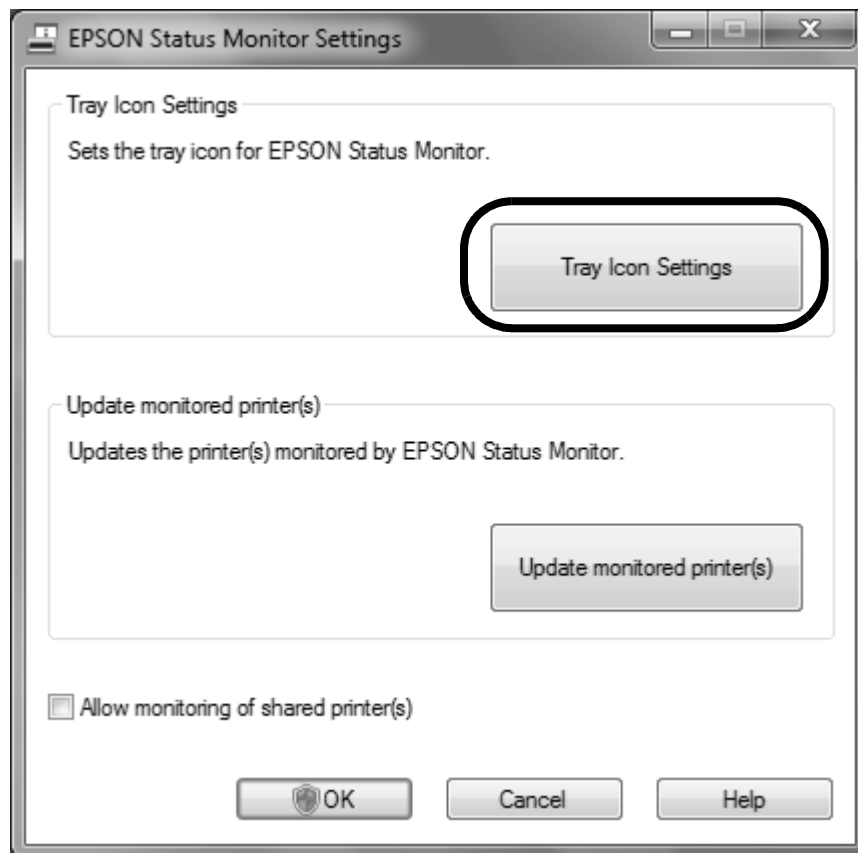 EPSON Status Monitor Settings
Tray Icon Settings
Sets the tray icon for EPSON Status Monitor.
Tray Icon Settings
Update monitored printer(s)
Updates the printer(s) monitored by EPSON Status Monitor.
Update monitored printer(s)
Allow monitoring of shared printer(s)
OK
Cancel
Help